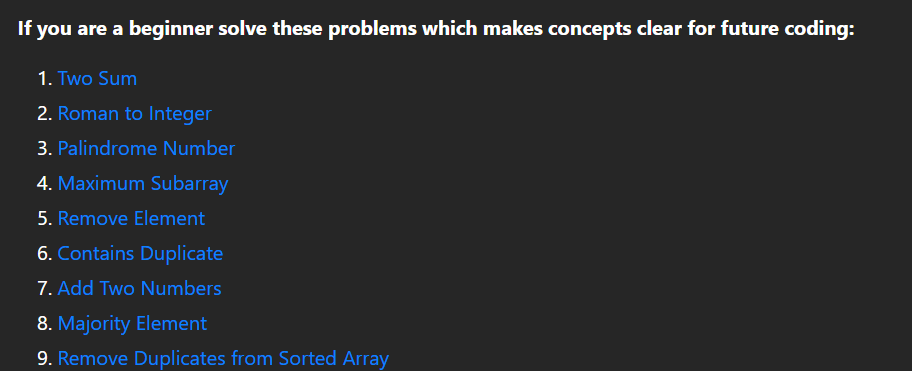 If you are a beginner solve these problems which makes concepts clear for future coding:
1. Two Sum
2. Roman to Integer
3. Palindrome Number
4. Maximum Subarray
5. Remove Element
6. Contains Duplicate
7. Add Two Numbers
8. Majority Element
9. Remove Duplicates from Sorted Array